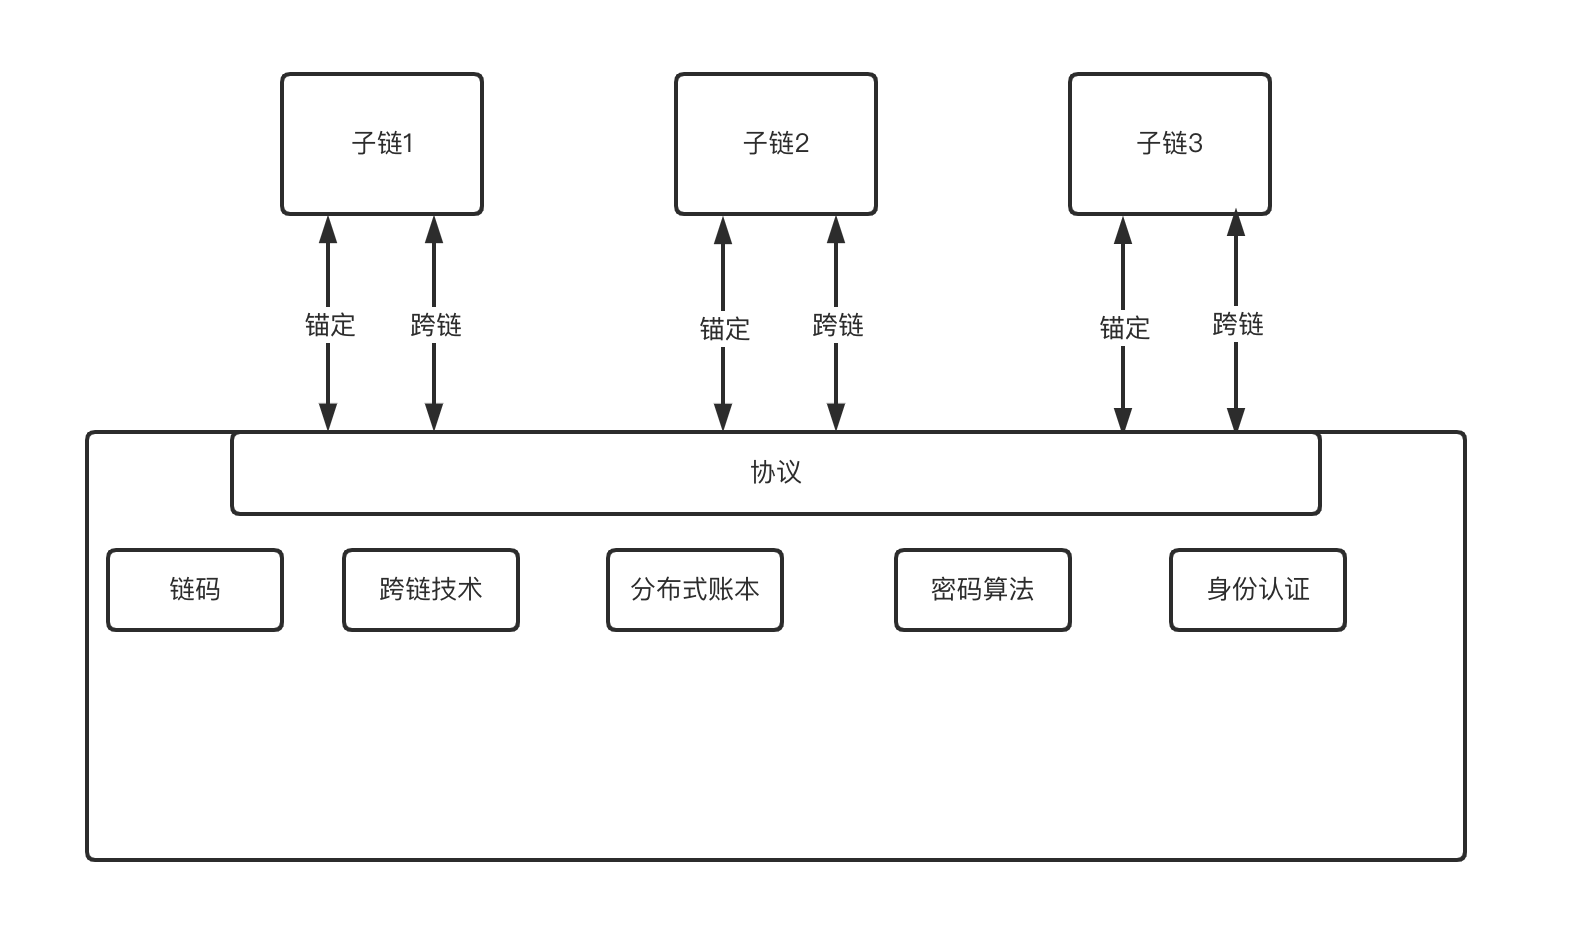 子链1
子链2
子链3
锚定
跨链
锚定
跨链
锚定
跨链
协议
链码
跨链技术
分布式账本
密码算法
身份认证